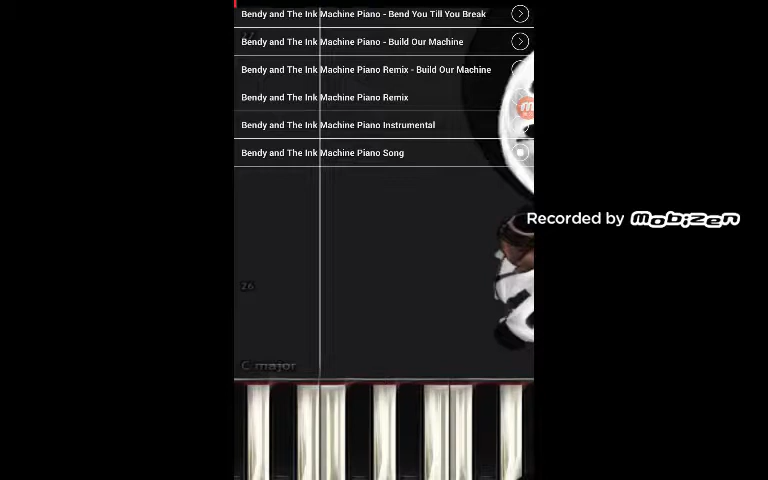 Bendy and The Ink Machine Piano - Bend You Till You Break
Bendy and The Ink Machine Piano - Build Our Machine
Bendy and The Ink Machine Piano Remix - Build Our Machine
Bendy and The Ink Machine Piano Remix
Bendy and The Ink Machine Piano Instrumental
Bendy and The Ink Machine Piano Song
Recorded by Mobizen
26
C major